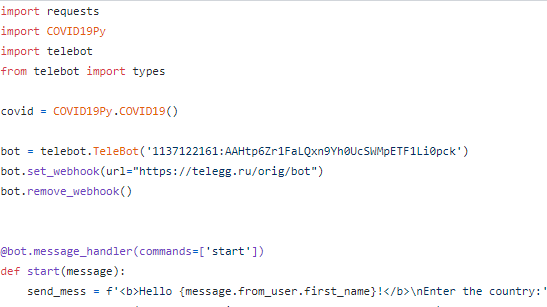 import requests
import COVID19Py
import telebot
from telebot import types
covid = COVID19Py.COVID19()
bot = telebot.TeleBot('1137122161:AAHtp6Zr1FaLQxn9Yh0UcSWMpETF1Li0pck')
bot.set_webhook(url="https://telegg.ru/orig/bot")
bot.remove_webhook()
@bot.message_handler(commands=['start'])
def start(message):
send_mess = f'<b>Hello {message.from_user.first_name}!</b>\nEnter the country:'